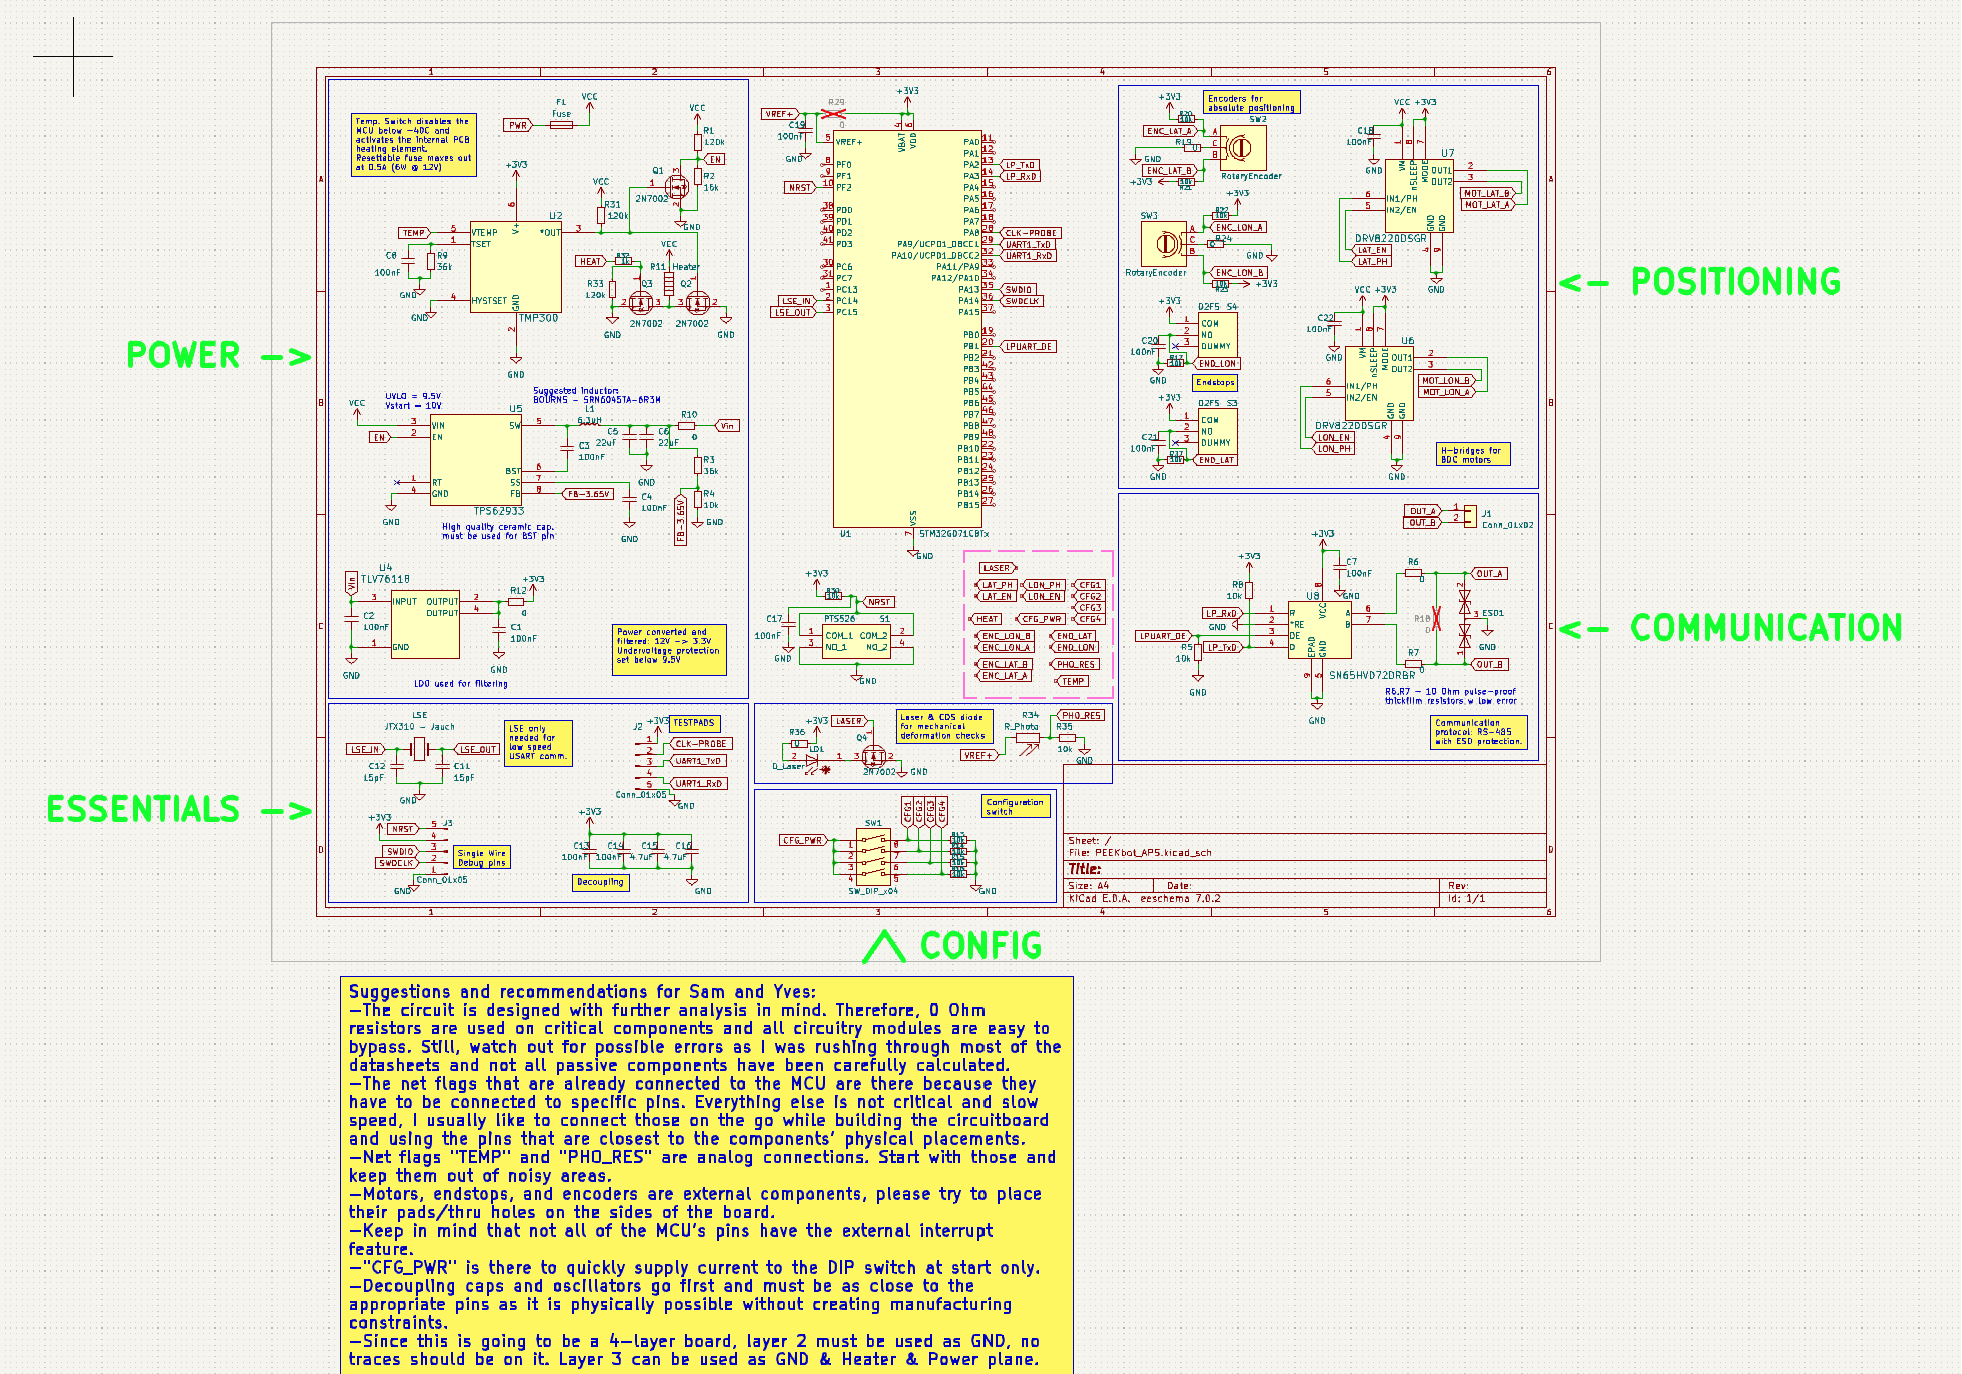 POWER ->
ESSENTIALS ->
<- POSITIONING
<- COMMUNICATION
CONFIG
Temp. Switch disables the
MCU below -40C and
activates the internal PCB
heating element.
Resettable fuse maxes out
at 0.5A (6W @ 12V)
F1
Fuse
VCC
PWR
+3V3
VCC
R1
120k
EN
R2
16k
Q1
2N7002
GND
VCC
R31
120k
U2
TEMP
VTEMP
TSET
V+
*OUT
HYSTSET
GND
TMP300
R9
36k
100nF
GND
HEAT
R11 Heater
R33
120k
Q3
Q2
2N7002
2N7002
GND
GND
UVLO = 9.5V
Vstart = 10V
Suggested Inductor:
BOURNS - SRN6045TA-6R3M
L1
VCC
EN
U5
VIN
EN
SW
BST
SS
FB
RT
GND
TPS62933
C3
100nF
C5
22uF
C6
22uF
R10
0
Vin
R3
36k
R4
10k
FB-3.65V
FB-3.65V
C4
100nF
GND
High quality ceramic cap.
must be used for BST pin
U4
TLV76118
Vin
INPUT
OUTPUT
OUTPUT
GND
R12
0
+3V3
C2
100nF
C1
100nF
GND
GND
LDO used for filtering
Power converted and
filtered: 12V -> 3.3V
Undervoltage protection
set below 9.5V
LSE
JTX310 - Jauch
LSE_IN
LSE_OUT
C12
15pF
C11
15pF
GND
LSE only
needed for
low speed
USART comm.
J2
+3V3
TESTPADS
CLK-PROBE
UART1_TxD
UART1_RxD
Conn_01x05
GND
+3V3
J3
NRST
SWDIO
SWDCLK
Conn_01x05
GND
Single Wire
Debug pins
+3V3
C13
100nF
C14
100nF
C15
4.7uF
C16
4.7uF
GND
Decoupling
VREF+
R29
0
+3V3
C19
100nF
GND
VREF+
VBAT
VDD
PF0
PF1
PF2
NRST
PD0
PD1
PD2
PD3
PC6
PC7
PC13
PC14
PC15
LSE_IN
LSE_OUT
PA0
PA1
PA2
PA3
PA4
PA5
PA6
PA7
PA8
PA9/UCPD1_DBCC1
PA10/UCPD1_DBCC2
PA11/PA9
PA12/PA10
PA13
PA14
PA15
PB0
PB1
PB2
PB3
PB4
PB5
PB6
PB7
PB8
PB9
PB10
PB11
PB12
PB13
PB14
PB15
VSS
LP_TxD
LP_RxD
CLK-PROBE
UART1_TxD
UART1_RxD
SWDIO
SWDCLK
LPUART_DE
U1
STM32G071CBTx
GND
+3V3
NRST
C17
100nF
PTS526
S1
COM_1
COM_2
NO_1
NO_2
GND
LASER
LAT_PH
LON_PH
CFG1
LAT_EN
LON_EN
CFG2
CFG3
HEAT
CFG_PWR
CFG4
ENC_LON_B
END_LAT
ENC_LON_A
END_LON
ENC_LAT_B
PHO_RES
ENC_LAT_A
TEMP
+3V3
LASER
R36
0
LD1
D_Laser
Q4
2N7002
GND
Laser & CDS diode
for mechanical
deformation checks
R34
R_Photo
PHO_RES
R35
10k
VREF+
GND
Configuration
switch
CFG1
CFG2
CFG3
CFG4
CFG_PWR
SW1
SW_DIP_x04
GND
Encoders for
absolute positioning
+3V3
SW2
ENC_LAT_A
GND
ENC_LAT_B
+3V3
RotaryEncoder
+3V3
SW3
ENC_LON_A
R24
GND
ENC_LON_B
+3V3
RotaryEncoder
+3V3
D2F5 S4
COM
NO
DUMMY
C20
100nF
END_LON
GND
Endstops
+3V3
D2F5 S3
COM
NO
DUMMY
C21
100nF
END_LAT
GND
VCC +3V3
C18
100nF
GND
U7
VM
nSLEEP
MODE
OUT1
OUT2
IN1/PH
IN2/EN
GND
GND
MOT_LAT_B
MOT_LAT_A
DRV8220DSGR
LAT_EN
LAT_PH
GND
VCC +3V3
C22
100nF
GND
U6
VM
nSLEEP
MODE
OUT1
OUT2
IN1/PH
IN2/EN
GND
GND
MOT_LON_B
MOT_LON_A
DRV8220DSGR
LON_EN
LON_PH
GND
H-bridges for
BDC motors
OUT_A
OUT_B
J1
Conn_01x02
+3V3
+3V3
C7
100nF
GND
R8
10k
U8
LP_RxD
GND
LPUART_DE
LP_TxD
R
*RE
DE
D
VCC
A
B
EPAD
GND
R5
10k
GND
SN65HVD72DRBR
GND
R6
0
R18
0
R7
0
OUT_A
OUT_B
ESD1
GND
R6,R7 - 10 Ohm pulse-proof
thickfilm resistors w low error
Communication
protocol: RS-485
with ESD protection.
Sheet: /
File: PEEKbot_APS.kicad_sch
Title:
Size: A4
Date:
Rev:
KiCad E.D.A.  eeschema 7.0.2
Id: 1/1
Suggestions and recommendations for Sam and Yves:
-The circuit is designed with further analysis in mind. Therefore, 0 Ohm
resistors are used on critical components and all circuitry modules are easy to
bypass. Still, watch out for possible errors as I was rushing through most of the
datasheets and not all passive components have been carefully calculated.
-The net flags that are already connected to the MCU are there because they
have to be connected to specific pins. Everything else is not critical and slow
speed, I usually like to connect those on the go while building the circuitboard
and using the pins that are closest to the components' physical placements.
-Net flags "TEMP" and "PHO_RES" are analog connections. Start with those and
keep them out of noisy areas.
-Motors, endstops, and encoders are external components, please try to place
their pads/thru holes on the sides of the board.
-Keep in mind that not all of the MCU's pins have the external interrupt
feature.
-"CFG_PWR" is there to quickly supply current to the DIP switch at start only.
-Decoupling caps and oscillators go first and must be as close to the
appropriate pins as it is physically possible without creating manufacturing
constraints.
-Since this is going to be a 4-layer board, layer 2 must be used as GND, no
traces should be on it. Layer 3 can be used as GND & Heater & Power plane.